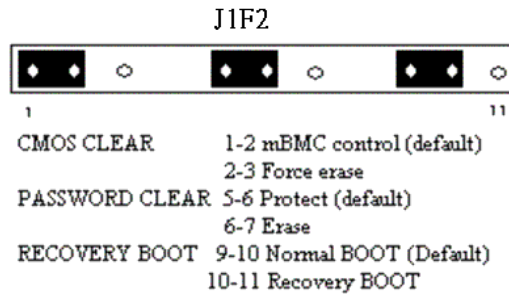 J1F2
1 11
CMOS CLEAR 1-2 mBMC control (default)
2-3 Force erase
PASSWORD CLEAR 5-6 Protect (default)
6-7 Erase
RECOVERY BOOT 9-10 Normal BOOT (Default)
10-11 Recovery BOOT